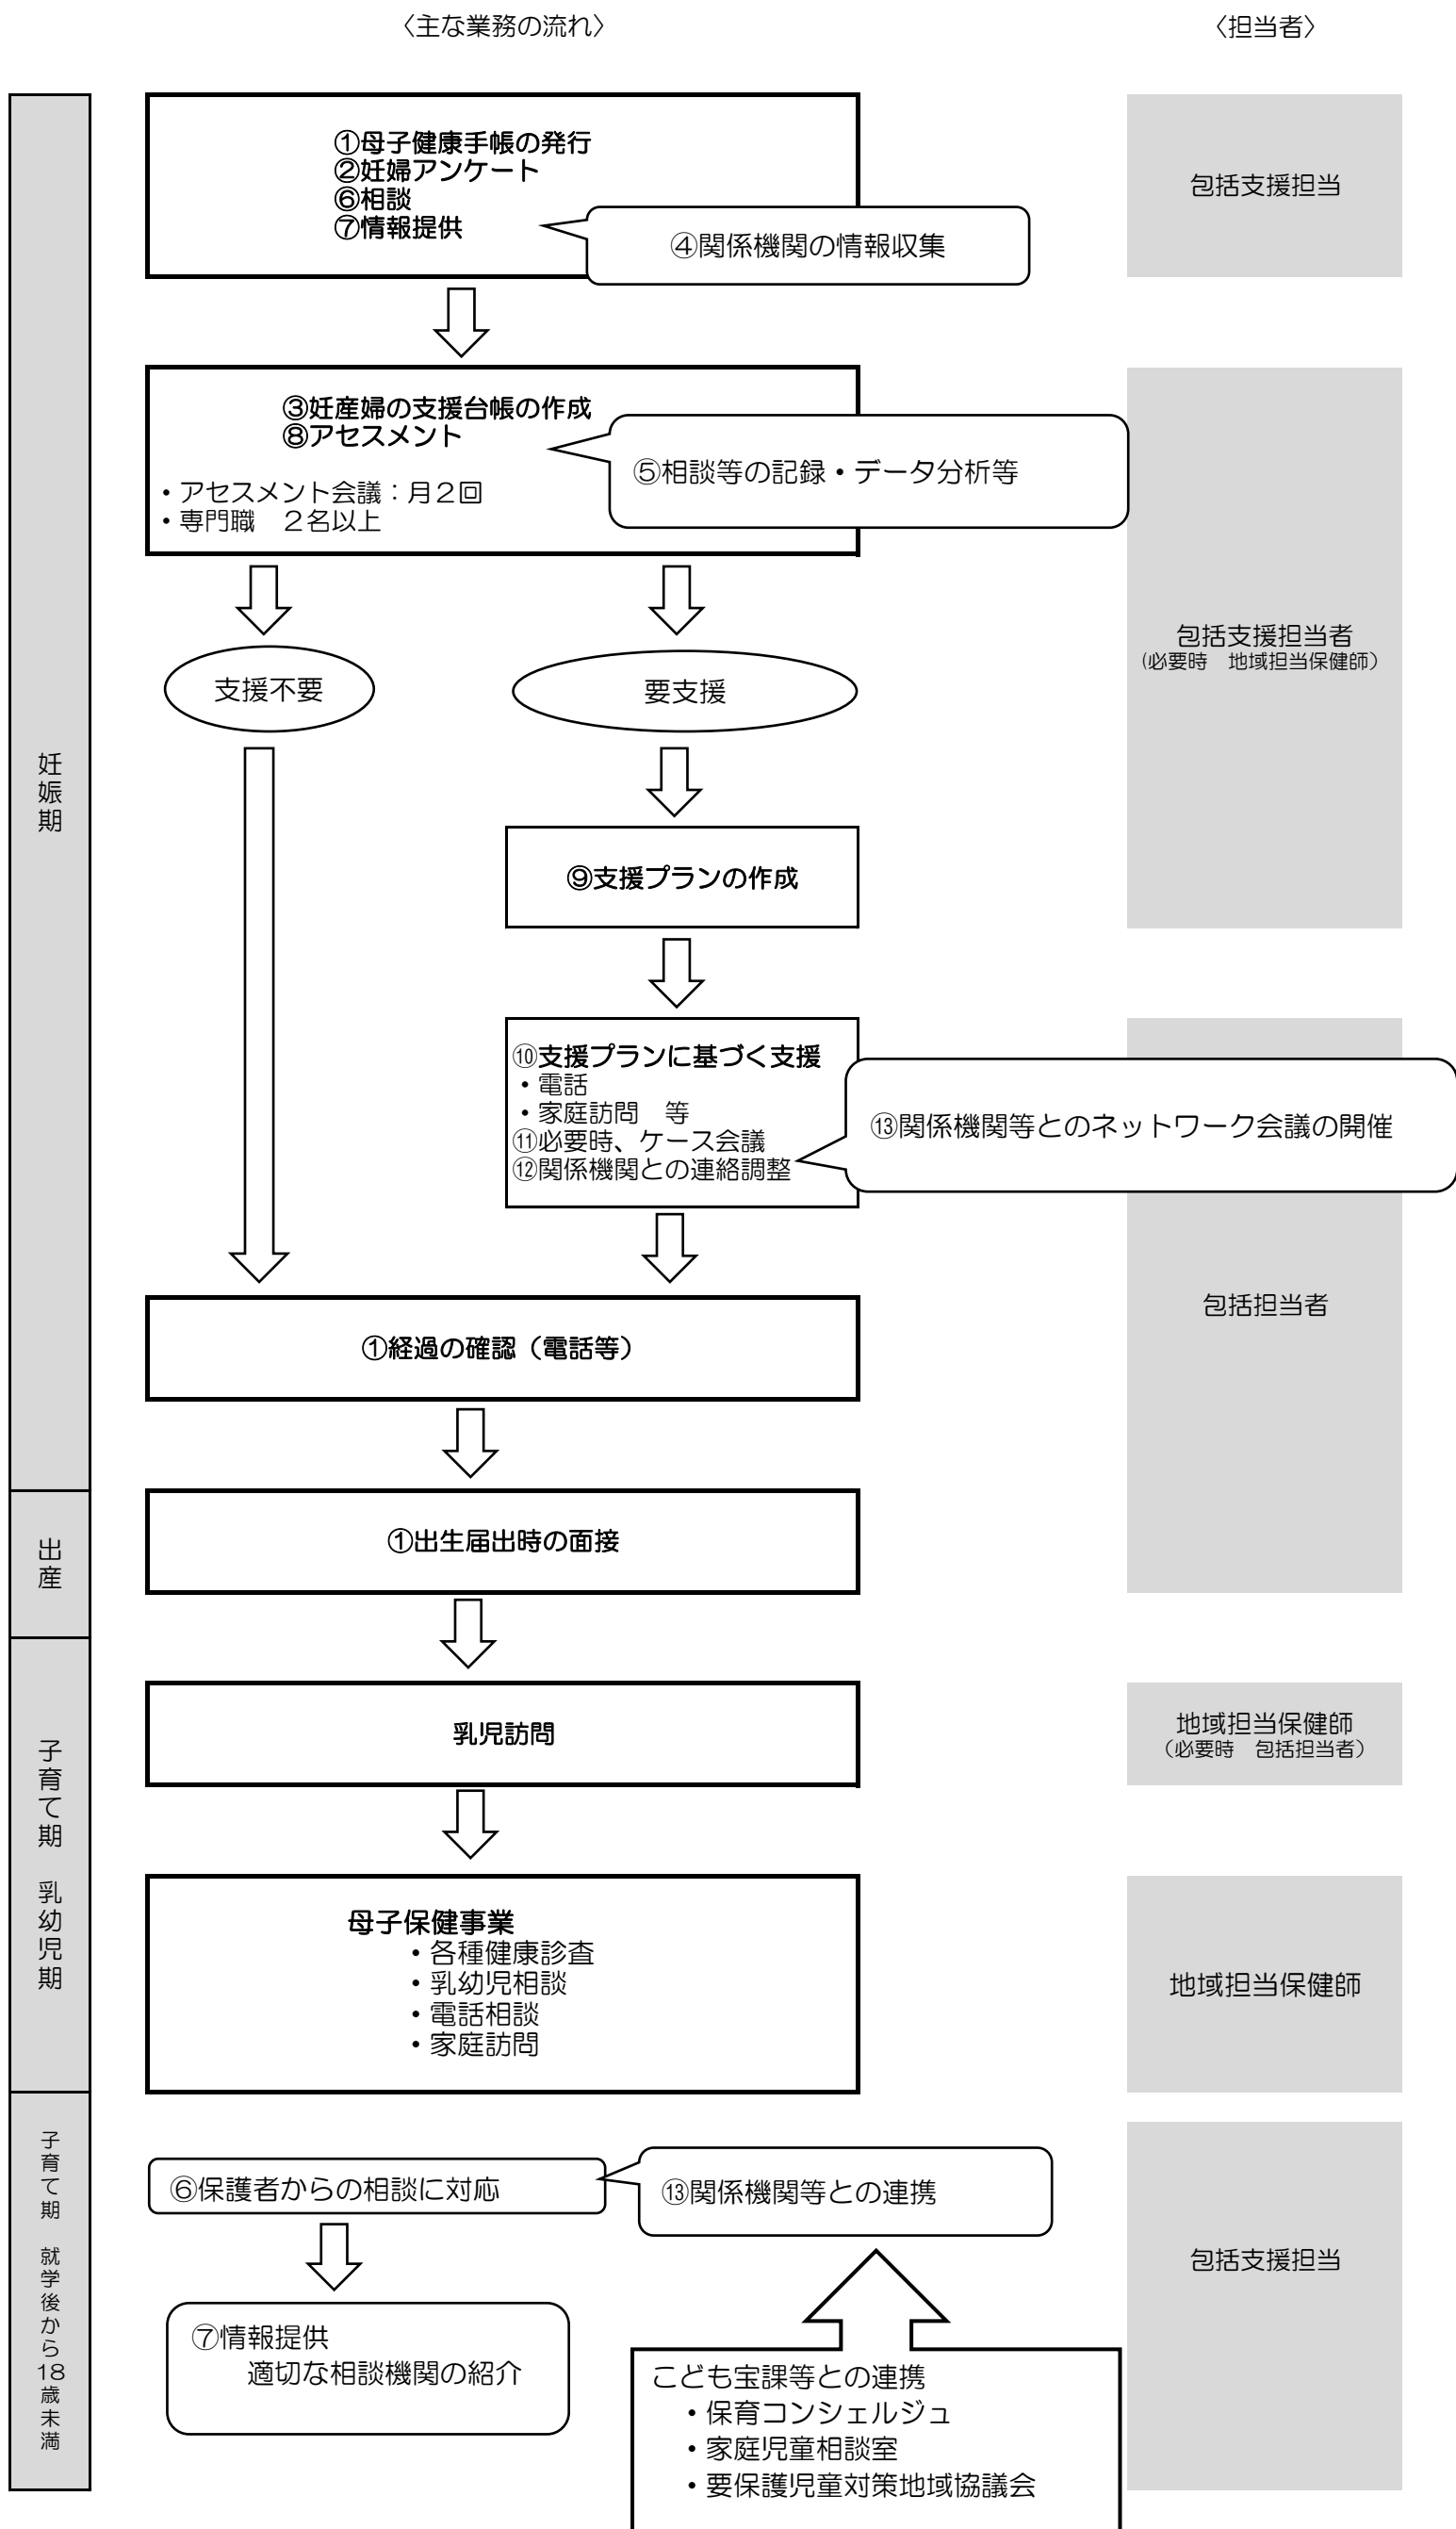 〈主な業務の流れ〉
〈担当者〉
妊娠期
①母子健康手帳の発行
②妊婦アンケート
⑥相談
⑦情報提供
④関係機関の情報収集
包括支援担当
③妊産婦の支援台帳の作成
⑧アセスメント
・アセスメント会議：月２回
・専門職　２名以上
⑤相談等の記録・データ分析等
包括支援担当者
（必要時　地域担当保健師）
支援不要
要支援
⑨支援プランの作成
⑩支援プランに基づく支援
・電話
・家庭訪問　等
⑪必要時、ケース会議
⑫関係機関との連絡調整
⑬関係機関等とのネットワーク会議の開催
包括担当者
①経過の確認（電話等）
出産
①出生届出時の面接
子育て期　乳幼児期
乳児訪問
地域担当保健師
（必要時　包括担当者）
母子保健事業
・各種健康診査
・乳幼児相談
・電話相談
・家庭訪問
地域担当保健師
子育て期　就学後から18歳未満
⑥保護者からの相談に対応
⑬関係機関等との連携
包括支援担当
⑦情報提供
適切な相談機関の紹介
こども宝課等との連携
・保育コンシェルジュ
・家庭児童相談室
・要保護児童対策地域協議会